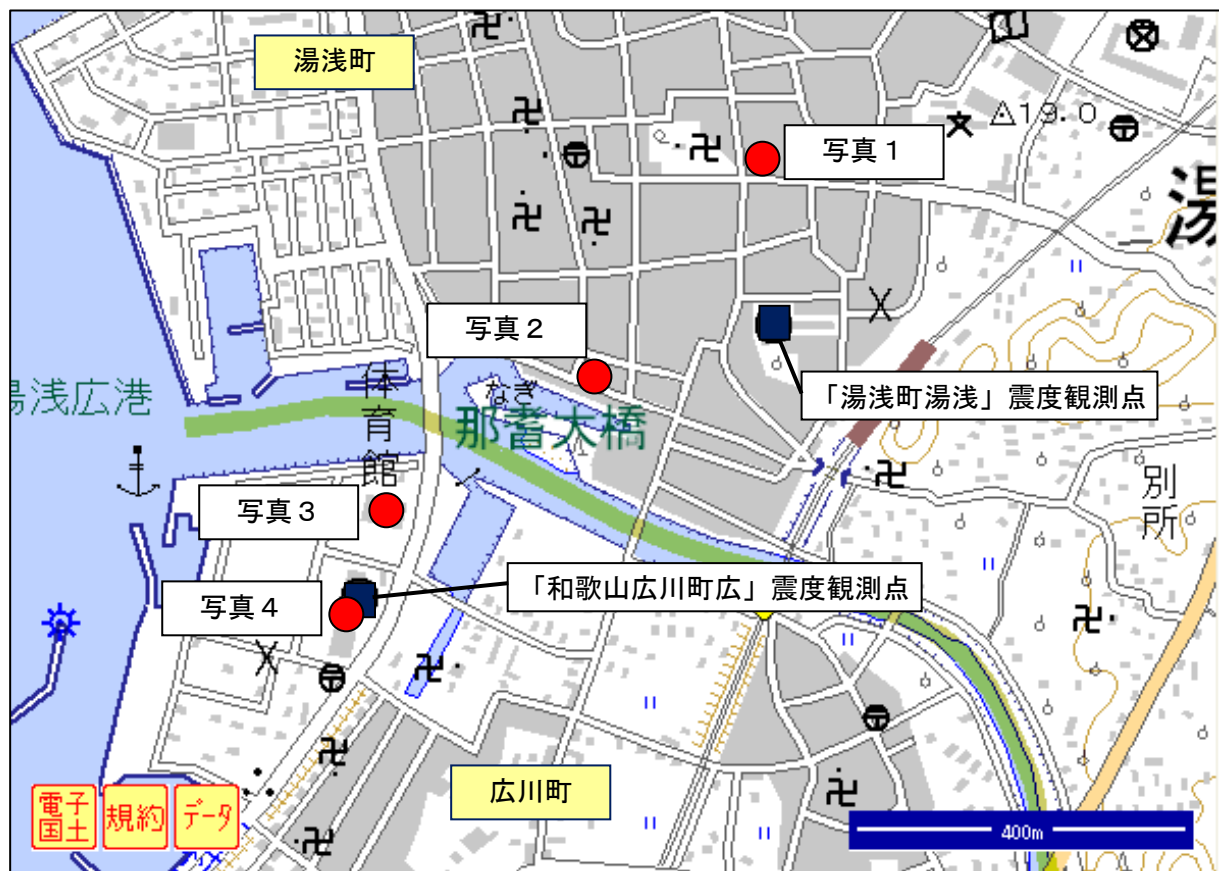 湯浅町
△19.0
写真１
湯
写真２
「湯浅町湯浅」震度観測点
湯浅広港
体育館
なぎ
那耆大橋
別所
写真３
「和歌山広川町広」震度観測点
写真４
広川町
電子国土
規約
データ
400m